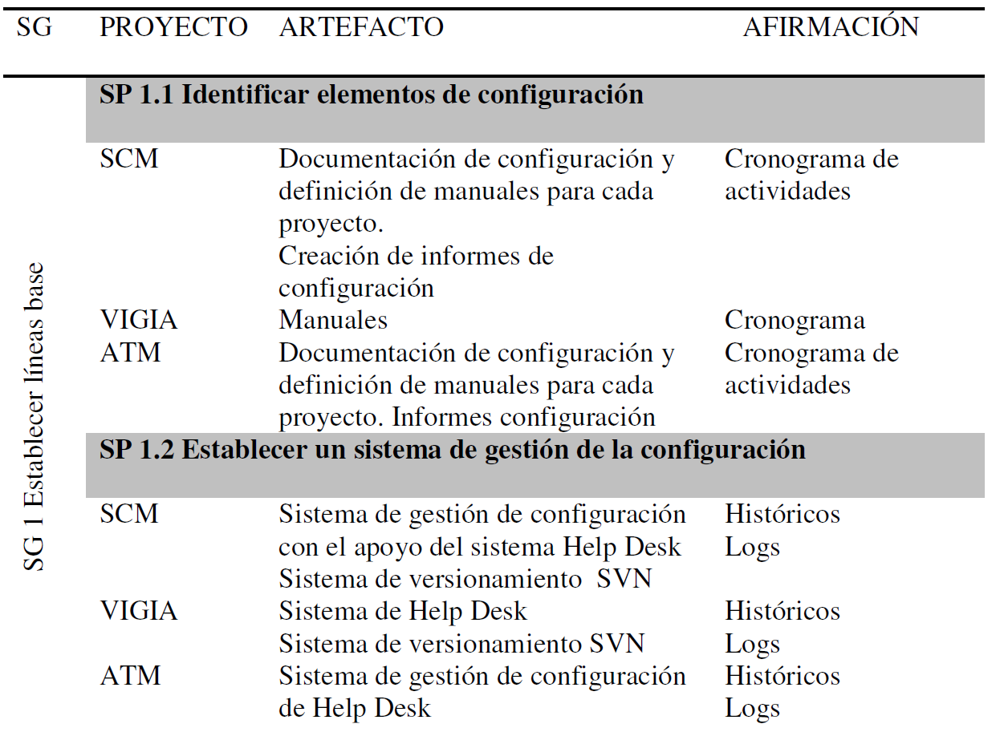 SG PROYECTO ARTEFACTO AFIRMACIÓN
SG 1 Establecer líneas base
SP 1.1 Identificar elementos de configuración
SCM Documentación de configuración y Cronograma de
definición de manuales para cada actividades
proyecto.
Creación de informes de
configuración
VIGIA Manuales Cronograma
ATM Documentación de configuración y Cronograma de
definición de manuales para cada actividades
proyecto. Informes configuración
SP 1.2 Establecer un sistema de gestión de la configuración
SCM Sistema de gestión de configuración Históricos
con el apoyo del sistema Help Desk Logs
Sistema de versionamiento SVN
VIGIA Sistema de Help Desk Históricos
Sistema de versionamiento SVN Logs
ATM Sistema de gestión de configuración Históricos
de Help Desk Logs